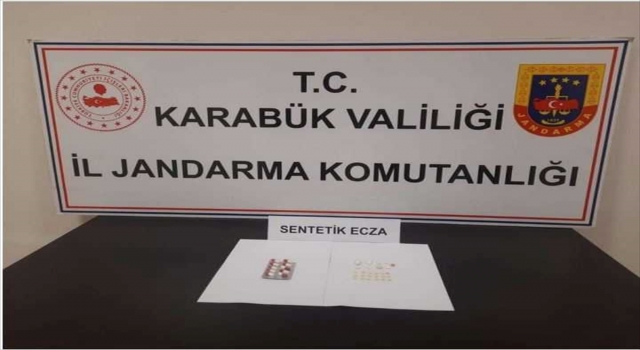 T.C.
KARABÜK VALİLİĞİ
İL JANDARMA KOMUTANLIĞI
JANDARMA
SENTETİK ECZA